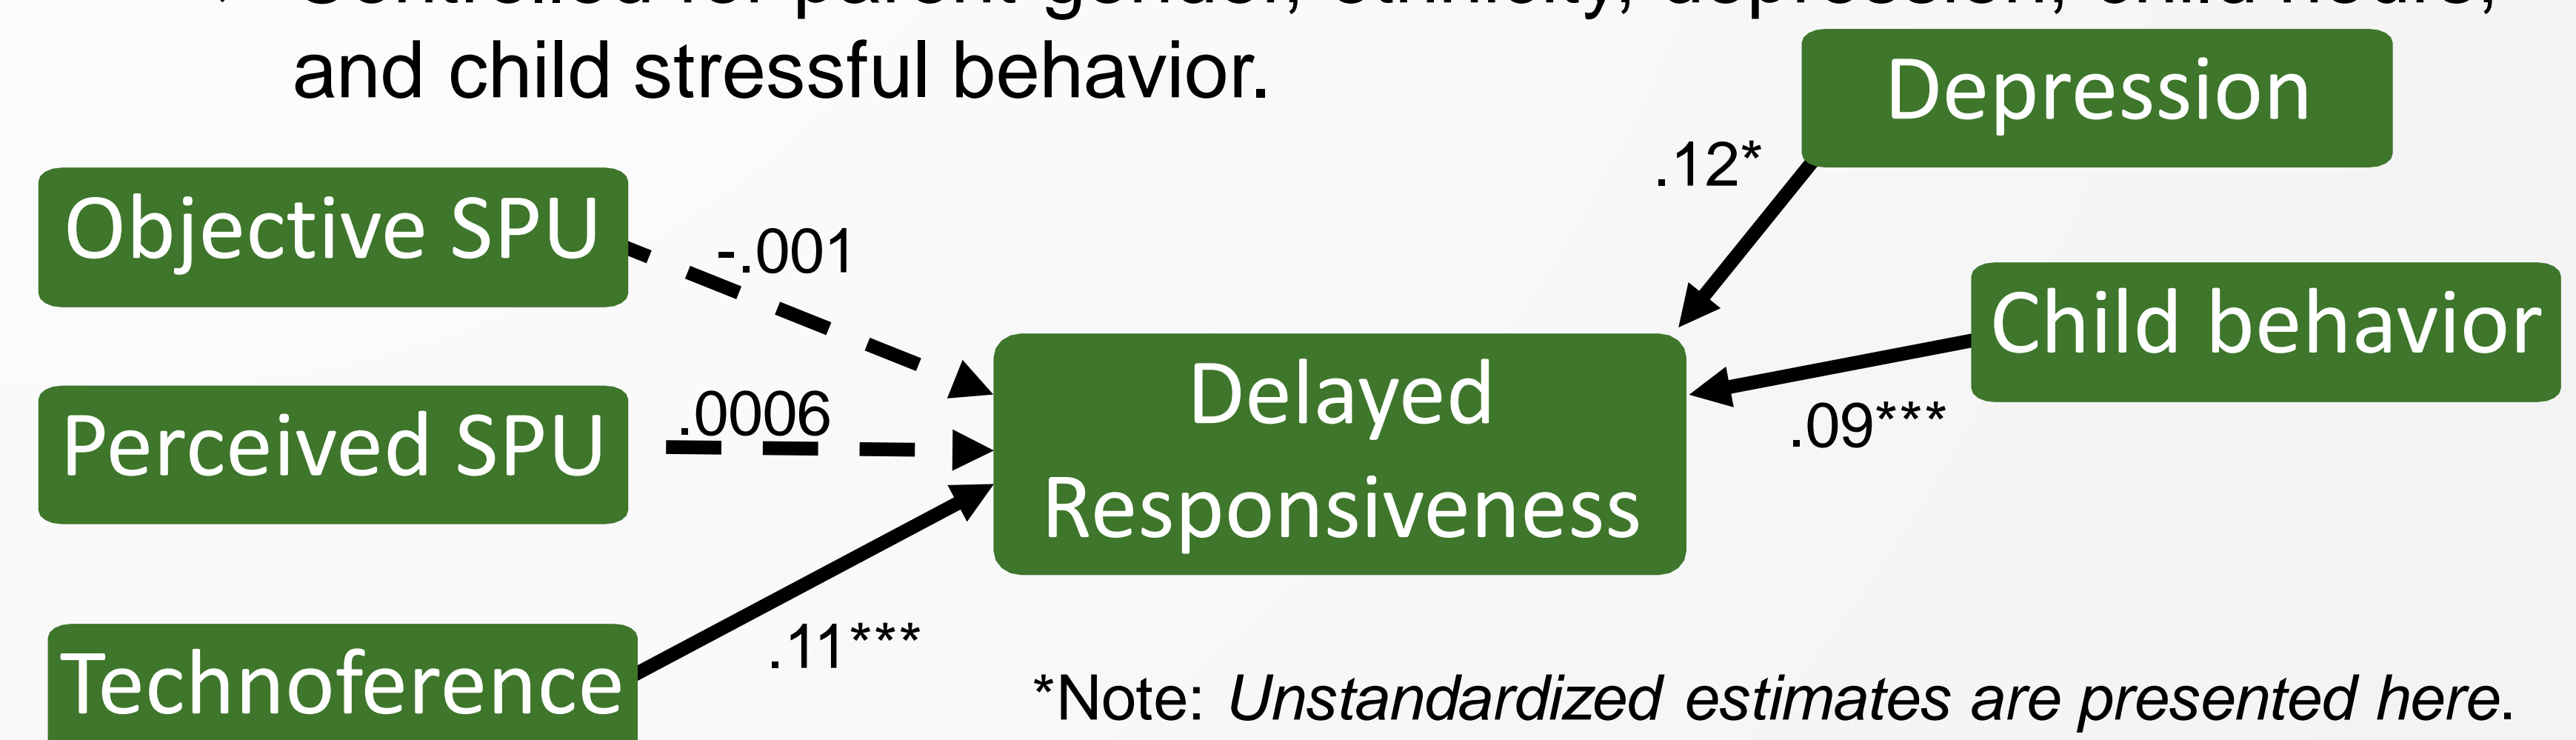 and child stressful behavior.
Depression
.12*
Objective SPU
-.001
Child behavior
.09***
Perceived SPU
.0006
Delayed
Responsiveness
Technoference
.11***
*Note: Unstandardized estimates are presented here.